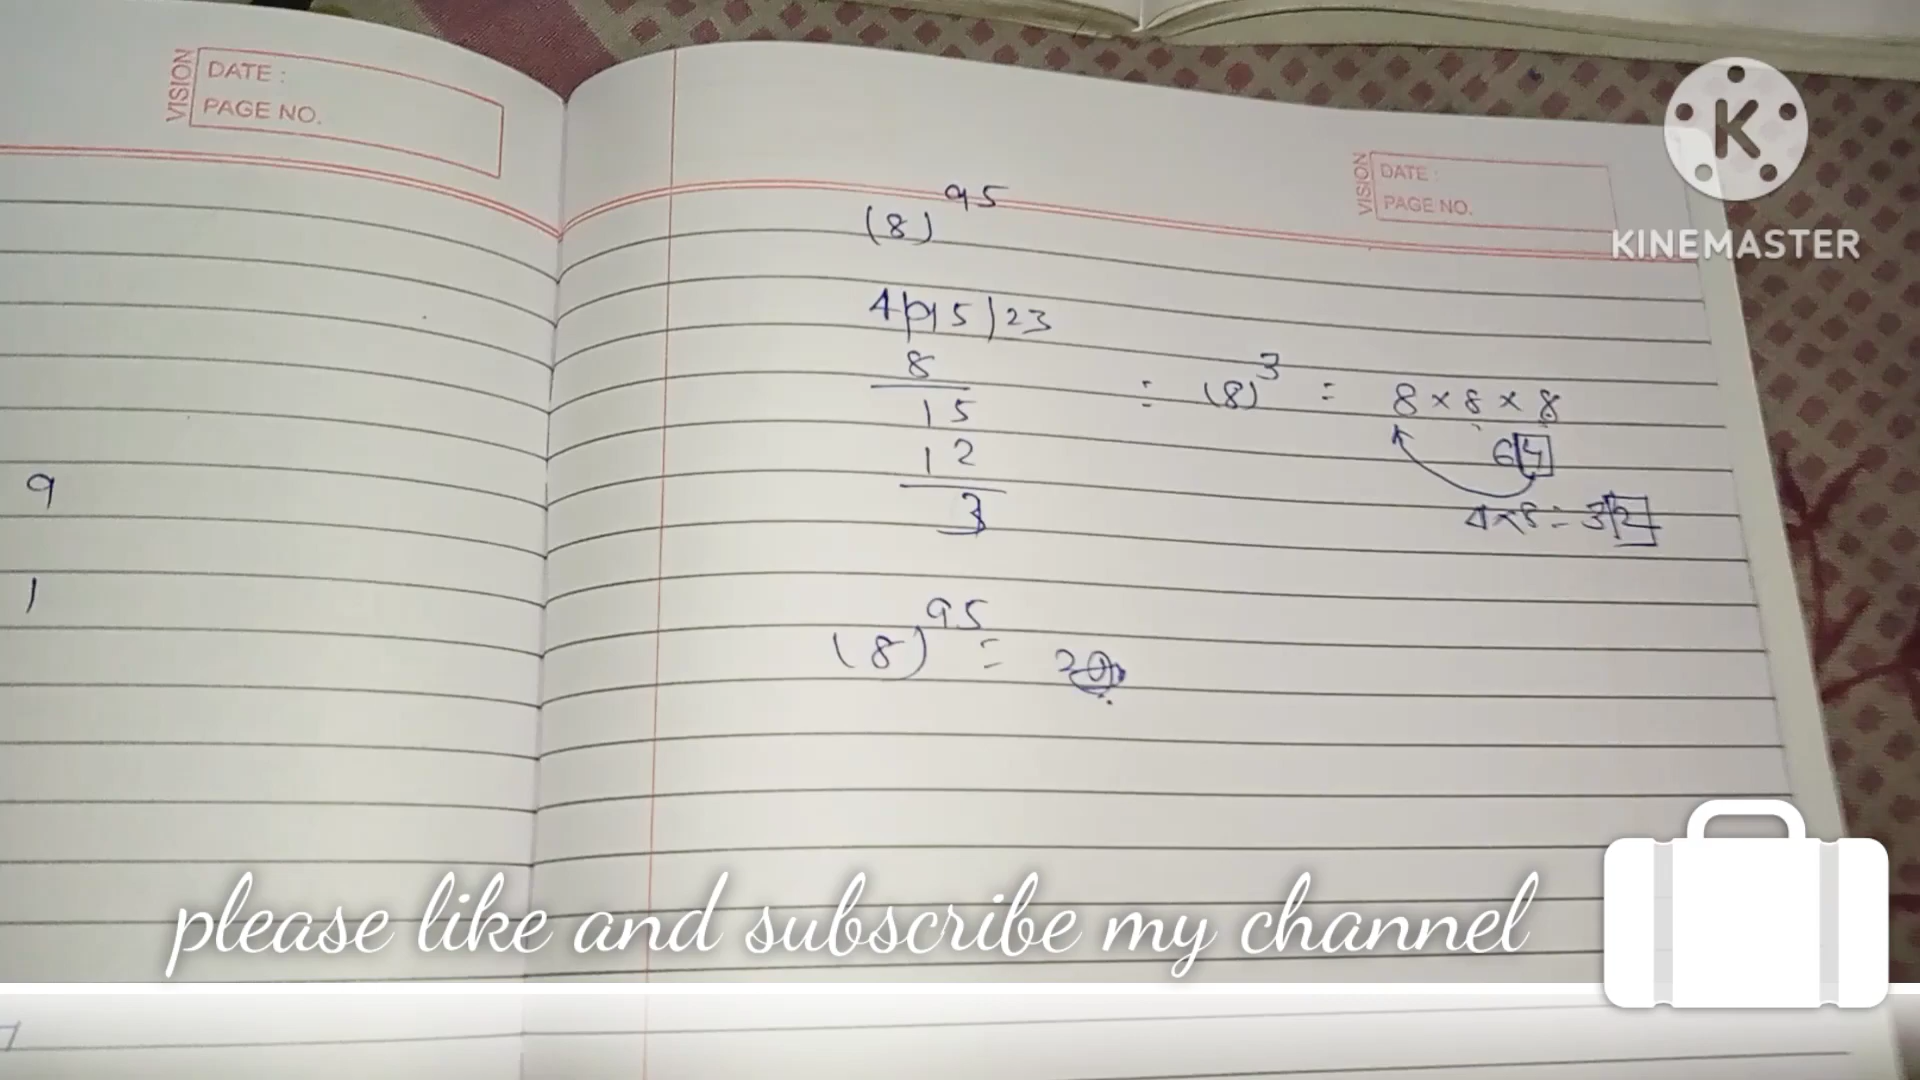 VISION
DATE :
PAGE NO.
9
1
VISION
DATE :
PAGE NO.
K
KINEMASTER
(8)^95
4)95)23
8
15
12
3
= (8)^3 = 8 × 8 × 8
64
4×8 = 32
(8)^95 =
please like and subscribe my channel